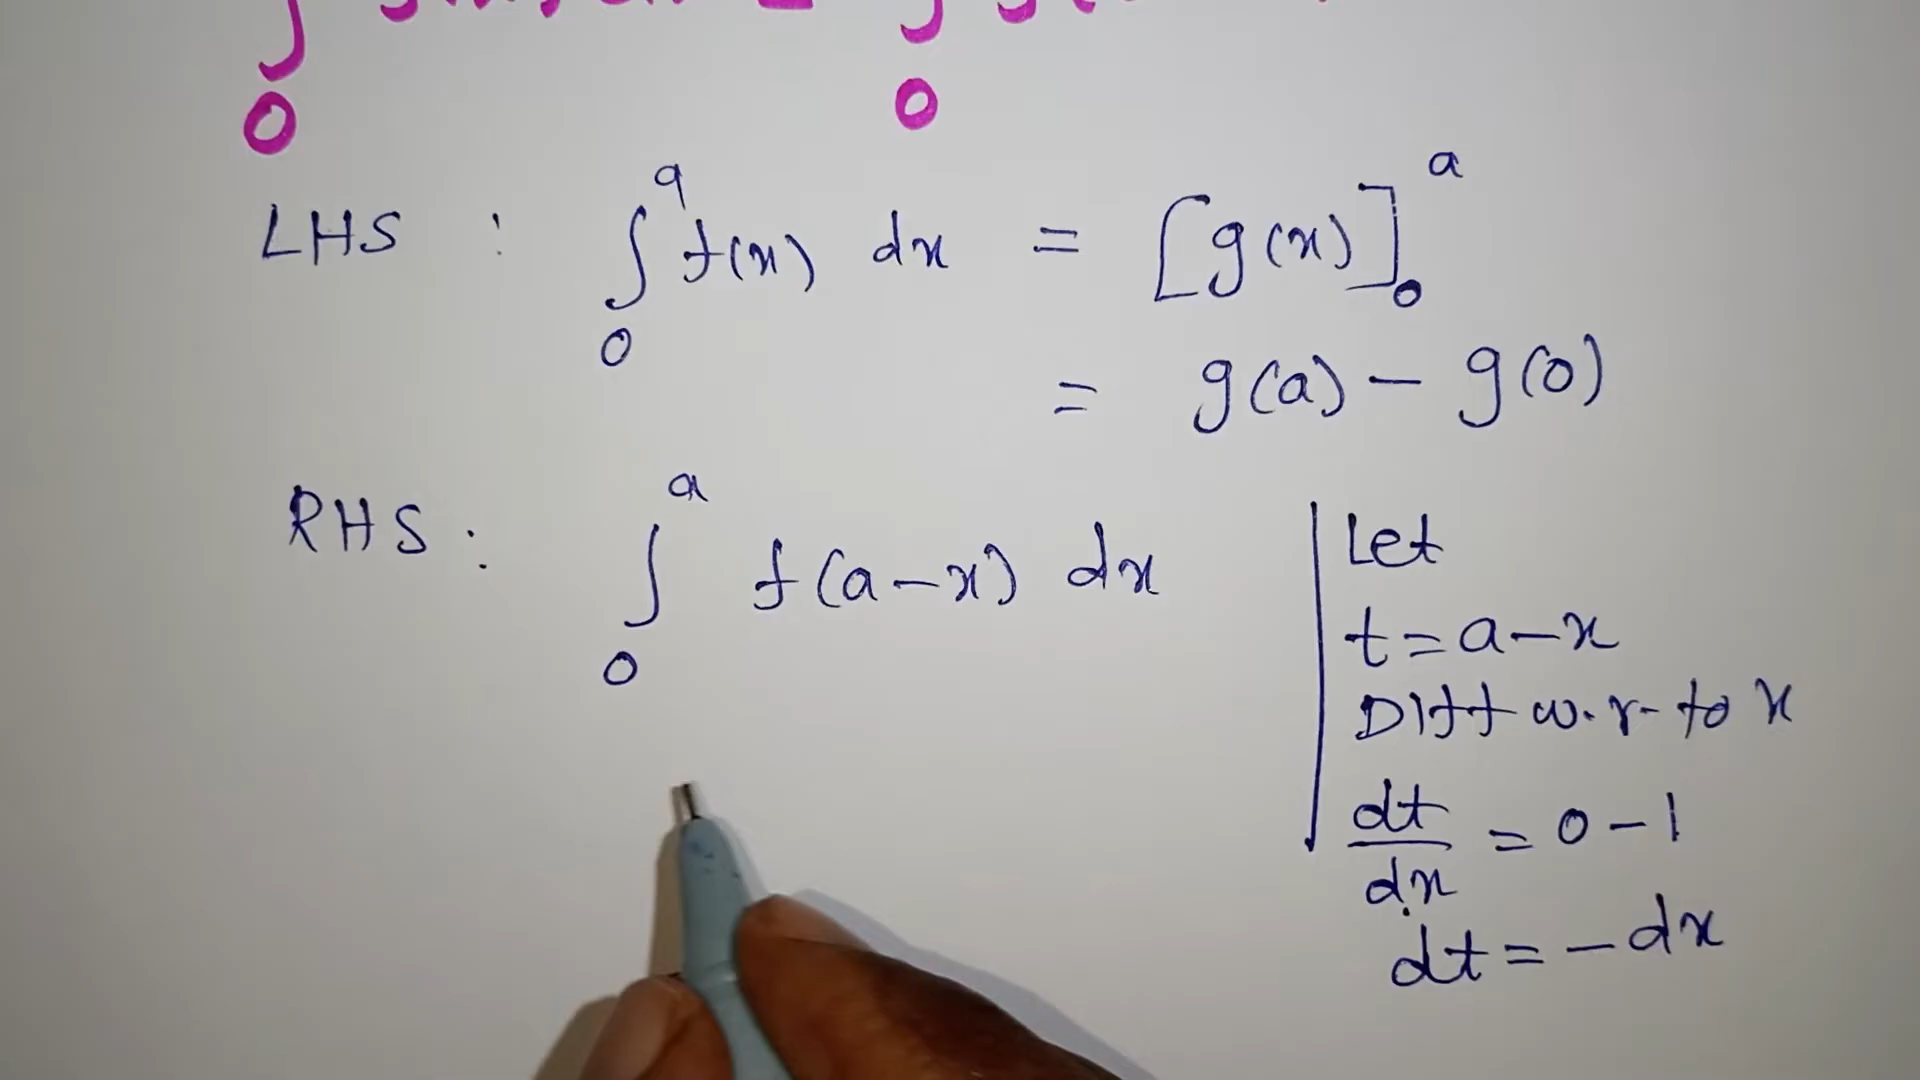 0 0
LHS : ∫₀ᵃ f(x) dx = [g(x)]₀ᵃ
= g(a) – g(0)
RHS : ∫₀ᵃ f(a–x) dx
Let
t = a – x
Diff w.r. to x
dt/dx = 0 – 1
dt = – dx